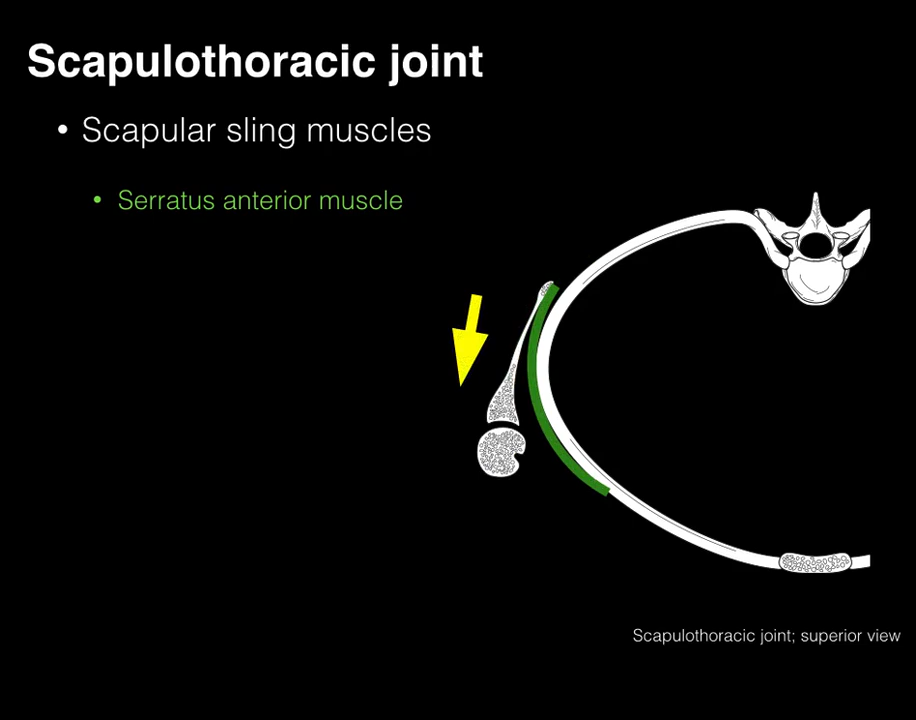 Scapulothoracic joint
• Scapular sling muscles
• Serratus anterior muscle
Scapulothoracic joint; superior view